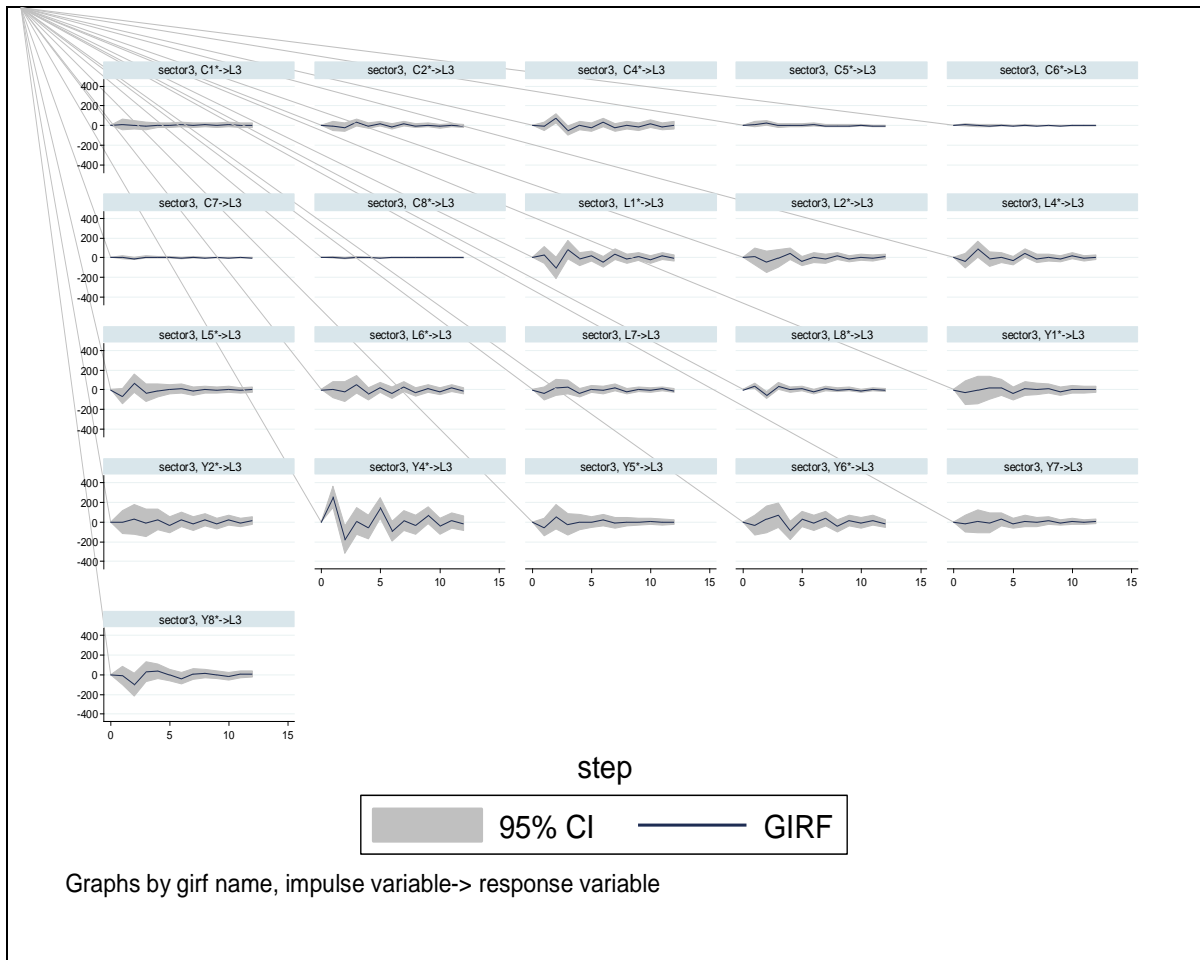 sector3, C1*->L3 sector3, C2*->L3 sector3, C4*->L3 sector3, C5*->L3 sector3, C6*->L3
400
200
0
-200
-400
sector3, C7->L3 sector3, C8*->L3 sector3, L1*->L3 sector3, L2*->L3 sector3, L4*->L3
400
200
0
-200
-400
sector3, L5*->L3 sector3, L6*->L3 sector3, L7->L3 sector3, L8*->L3 sector3, Y1*->L3
400
200
0
-200
-400
sector3, Y2*->L3 sector3, Y4*->L3 sector3, Y5*->L3 sector3, Y6*->L3 sector3, Y7->L3
400
200
0
-200
-400
0 5 10 15 0 5 10 15 0 5 10 15 0 5 10 15
sector3, Y8*->L3
400
200
0
-200
-400
0 5 10 15
step
95% CI GIRF
Graphs by girf name, impulse variable-> response variable